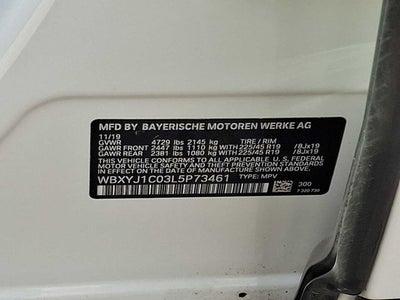 MFD BY BAYERISCHE MOTOREN WERKE AG
11/19
GVWR 4729 lbs 2145 kg TIRE / RIM
GAWR FRONT 2447 lbs 1110 kg WITH 225/45 R19 /8Jx19
GAWR REAR 2381 lbs 1080 kg WITH 225/45 R19 /8Jx19
THIS VEHICLE CONFORMS TO ALL APPLICABLE U.S. FEDERAL
MOTOR VEHICLE SAFETY AND THEFT PREVENTION STANDARDS IN EFFECT ON THE
DATE OF MANUFACTURE SHOWN ABOVE.
WBXYJ1C03L5P73461 TYPE: MPV
300